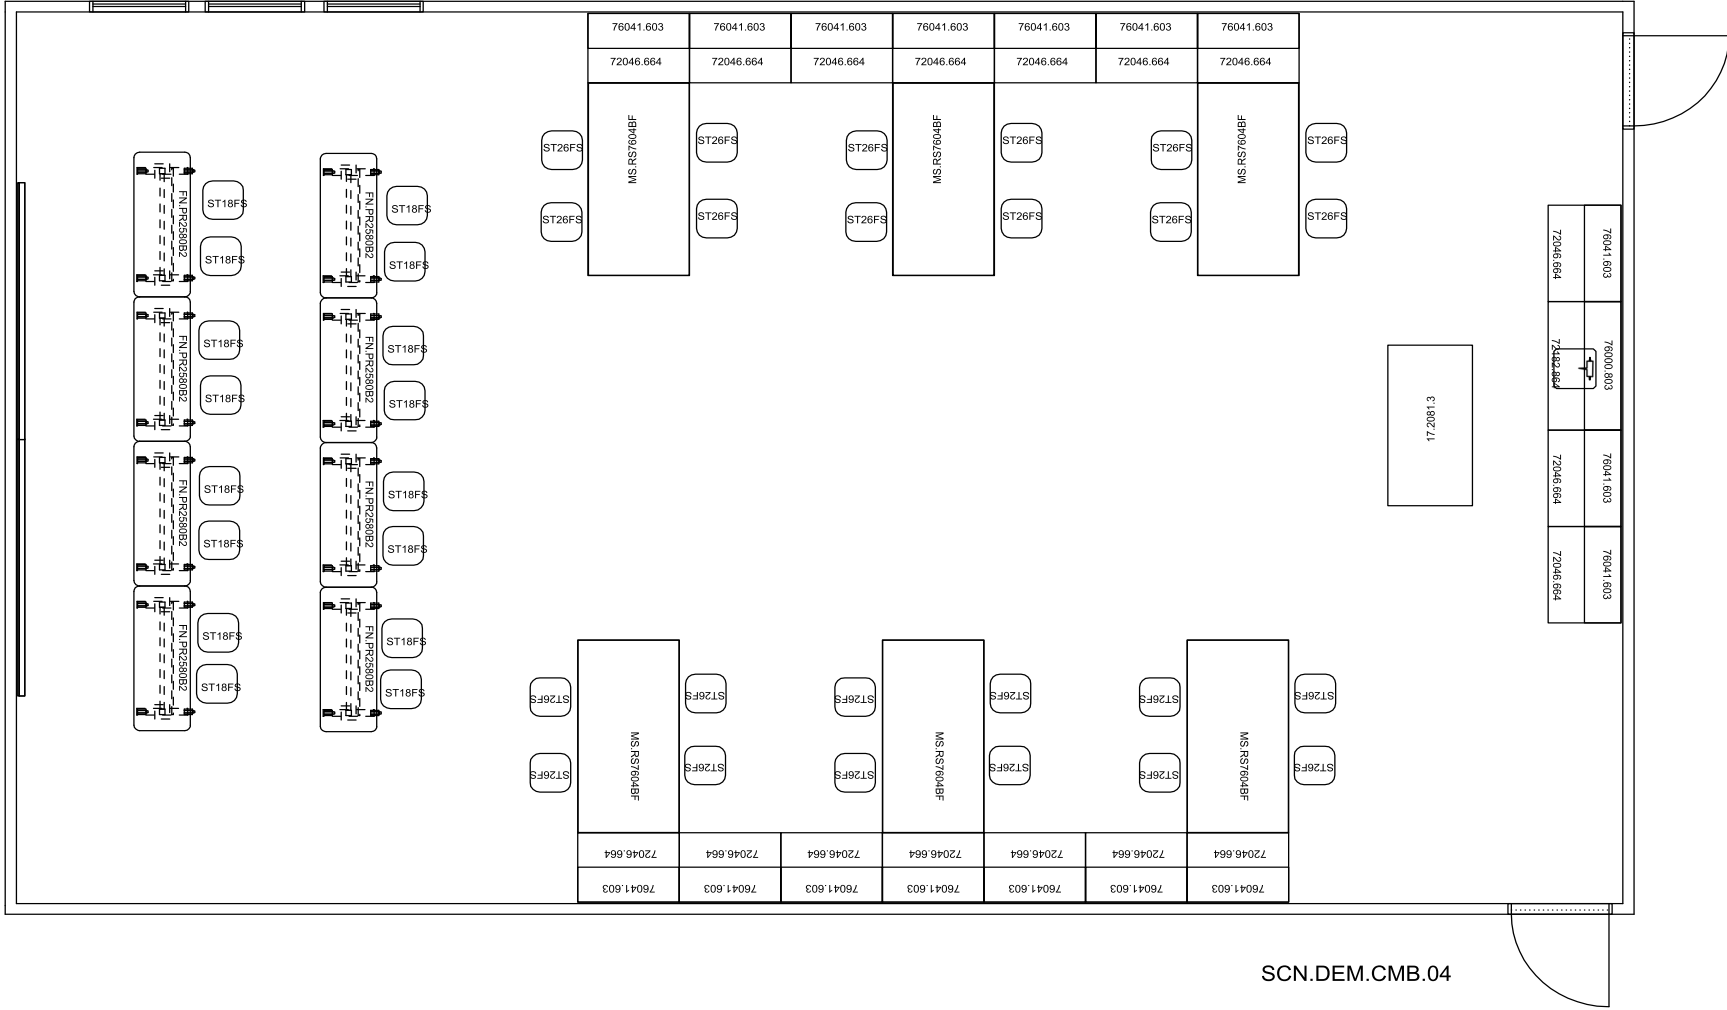 76041.603 76041.603 76041.603 76041.603 76041.603 76041.603 76041.603
72046.664 72046.664 72046.664 72046.664 72046.664 72046.664 72046.664
MS.RS7604BF MS.RS7604BF MS.RS7604BF
ST26FS ST26FS ST26FS ST26FS ST26FS ST26FS
ST26FS ST26FS ST26FS ST26FS ST26FS ST26FS
FN.PR2580B2 ST18FS FN.PR2580B2 ST18FS
ST18FS ST18FS
FN.PR2580B2 ST18FS FN.PR2580B2 ST18FS
ST18FS ST18FS
FN.PR2580B2 ST18FS FN.PR2580B2 ST18FS
ST18FS ST18FS
FN.PR2580B2 ST18FS FN.PR2580B2 ST18FS
ST18FS ST18FS
72046.664 76041.603
72182.864 76000.803
72046.664 76041.603
72046.664 76041.603
17.2081.3
ST26FS ST26FS ST26FS ST26FS ST26FS ST26FS
ST26FS ST26FS ST26FS ST26FS ST26FS ST26FS
MS.RS7604BF MS.RS7604BF MS.RS7604BF
72046.664 72046.664 72046.664 72046.664 72046.664 72046.664 72046.664
76041.603 76041.603 76041.603 76041.603 76041.603 76041.603 76041.603
SCN.DEM.CMB.04